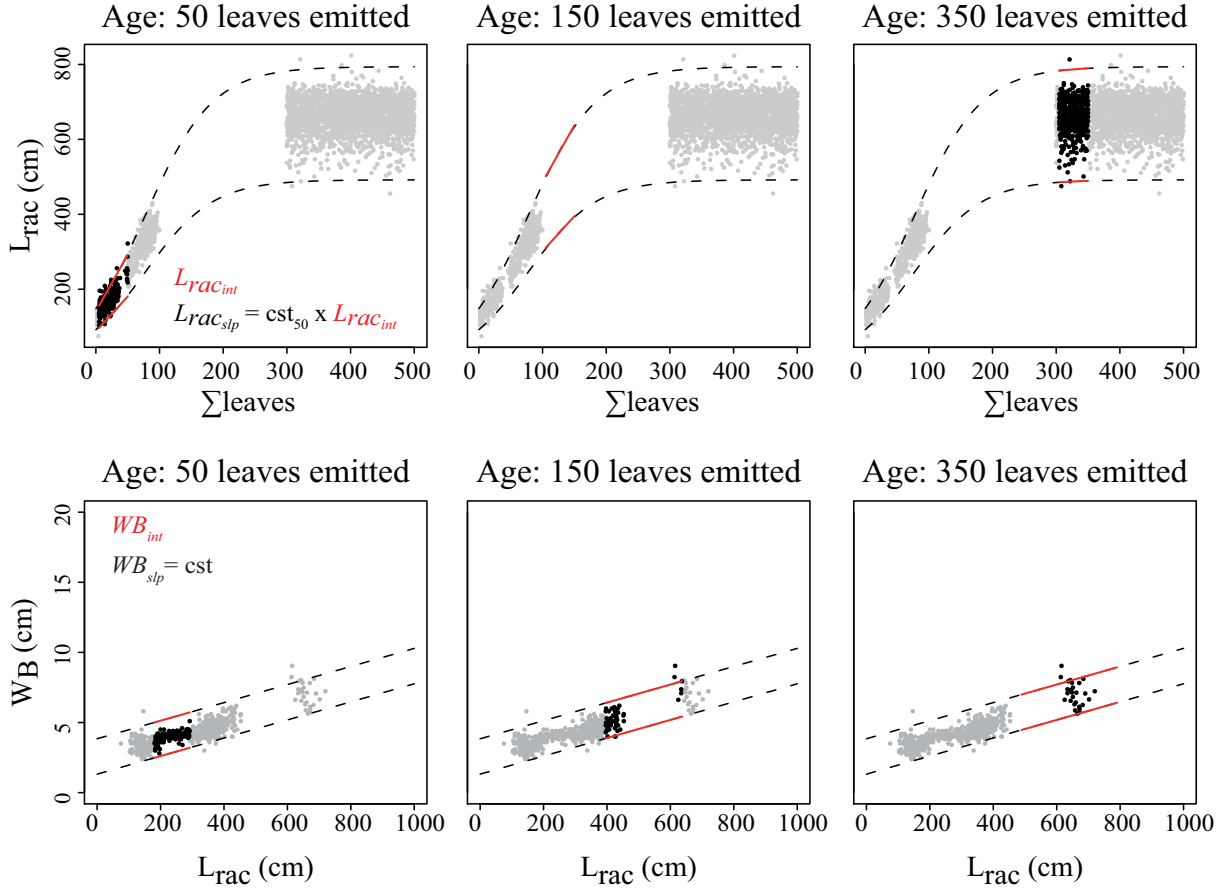 Age: 50 leaves emitted Age: 150 leaves emitted Age: 350 leaves emitted
Lrac (cm)
800
600
400
200
Lracint
Lracslp = cst50 x Lracint
0 100 200 300 400 500
0 100 200 300 400 500
0 100 200 300 400 500
∑leaves ∑leaves ∑leaves
Age: 50 leaves emitted Age: 150 leaves emitted Age: 350 leaves emitted
WB (cm)
20
15
10
5
0
WBint
WBslp = cst
0 200 400 600 800 1000
0 200 400 600 800 1000
0 200 400 600 800 1000
Lrac (cm) Lrac (cm) Lrac (cm)